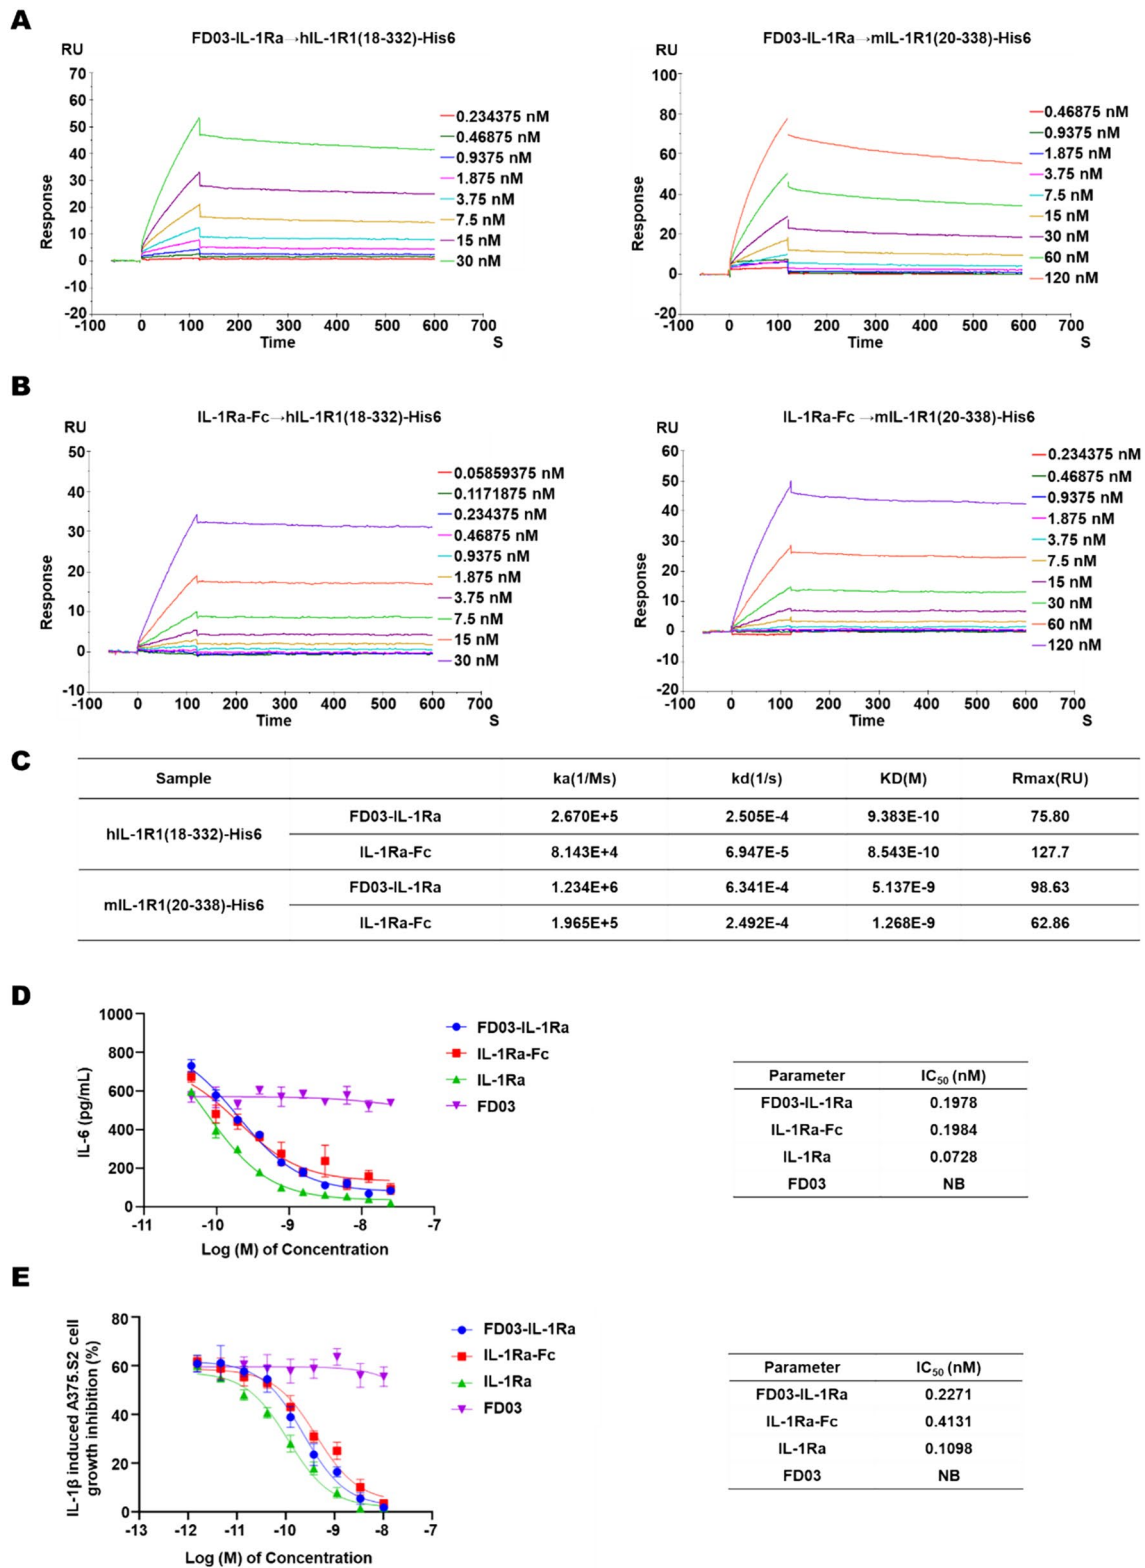 A
FD03-IL-1Ra→hIL-1R1(18-332)-His6
RU
70
60
50
40
30
20
10
0
-10
-20
Response
-100 0 100 200 300 400 500 600 700
Time S
0.234375 nM
0.46875 nM
0.9375 nM
1.875 nM
3.75 nM
7.5 nM
15 nM
30 nM
FD03-IL-1Ra→mIL-1R1(20-338)-His6
RU
100
80
60
40
20
0
-20
Response
-100 0 100 200 300 400 500 600 700
Time S
0.46875 nM
0.9375 nM
1.875 nM
3.75 nM
7.5 nM
15 nM
30 nM
60 nM
120 nM
B
IL-1Ra-Fc→hIL-1R1(18-332)-His6
RU
50
40
30
20
10
0
-10
Response
-100 0 100 200 300 400 500 600 700
Time S
0.05859375 nM
0.1171875 nM
0.234375 nM
0.46875 nM
0.9375 nM
1.875 nM
3.75 nM
7.5 nM
15 nM
30 nM
IL-1Ra-Fc→mIL-1R1(20-338)-His6
RU
60
50
40
30
20
10
0
-10
-20
Response
-100 0 100 200 300 400 500 600 700
Time S
0.234375 nM
0.46875 nM
0.9375 nM
1.875 nM
3.75 nM
7.5 nM
15 nM
30 nM
60 nM
120 nM
C
Sample ka(1/Ms) kd(1/s) KD(M) Rmax(RU)
hIL-1R1(18-332)-His6
FD03-IL-1Ra 2.670E+5 2.505E-4 9.383E-10 75.80
IL-1Ra-Fc 8.143E+4 6.947E-5 8.543E-10 127.7
mIL-1R1(20-338)-His6
FD03-IL-1Ra 1.234E+6 6.341E-4 5.137E-9 98.63
IL-1Ra-Fc 1.965E+5 2.492E-4 1.268E-9 62.86
D
1000
800
600
400
200
0
IL-6 (pg/mL)
-11 -10 -9 -8 -7
Log (M) of Concentration
FD03-IL-1Ra
IL-1Ra-Fc
IL-1Ra
FD03
Parameter IC50 (nM)
FD03-IL-1Ra 0.1978
IL-1Ra-Fc 0.1984
IL-1Ra 0.0728
FD03 NB
E
80
60
40
20
0
IL-1β induced A375.S2 cell
growth inhibition (%)
-13 -12 -11 -10 -9 -8 -7
Log (M) of Concentration
FD03-IL-1Ra
IL-1Ra-Fc
IL-1Ra
FD03
Parameter IC50 (nM)
FD03-IL-1Ra 0.2271
IL-1Ra-Fc 0.4131
IL-1Ra 0.1098
FD03 NB